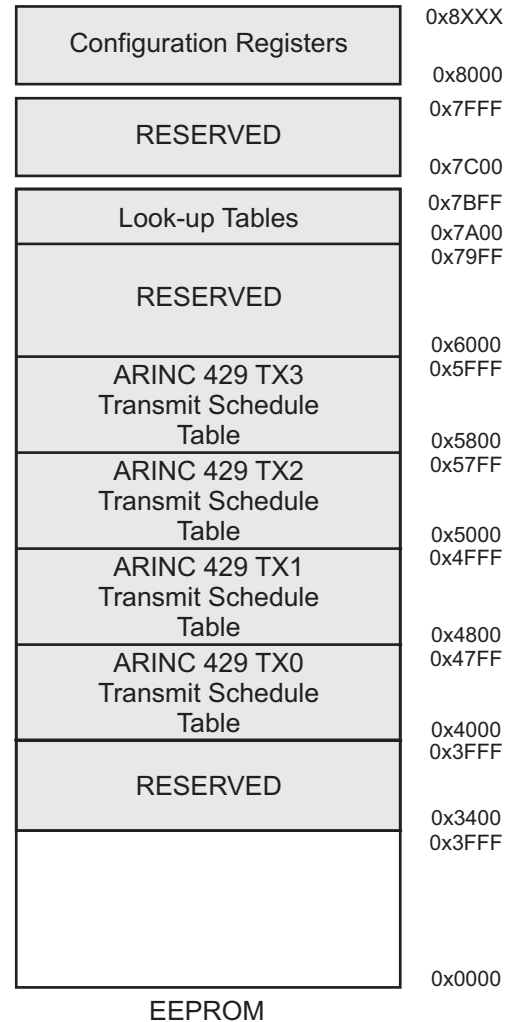 0x8XXX
Configuration Registers
0x8000
0x7FFF
RESERVED
0x7C00
0x7BFF
Look-up Tables
0x7A00
0x79FF
RESERVED
0x6000
0x5FFF
ARINC 429 TX3
Transmit Schedule
Table
0x5800
0x57FF
ARINC 429 TX2
Transmit Schedule
Table
0x5000
0x4FFF
ARINC 429 TX1
Transmit Schedule
Table
0x4800
0x47FF
ARINC 429 TX0
Transmit Schedule
Table
0x4000
0x3FFF
RESERVED
0x3400
0x3FFF
0x0000
EEPROM